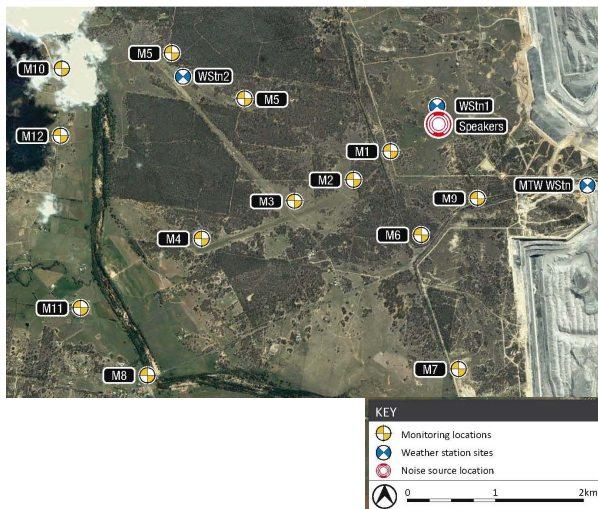 M5
M10
WStn2
M5
WStn1
Speakers
M12
M1
M2
MTW WStn
M3
M9
M4
M6
M11
M7
M8
KEY
Monitoring locations
Weather station sites
Noise source location
0 1 2km